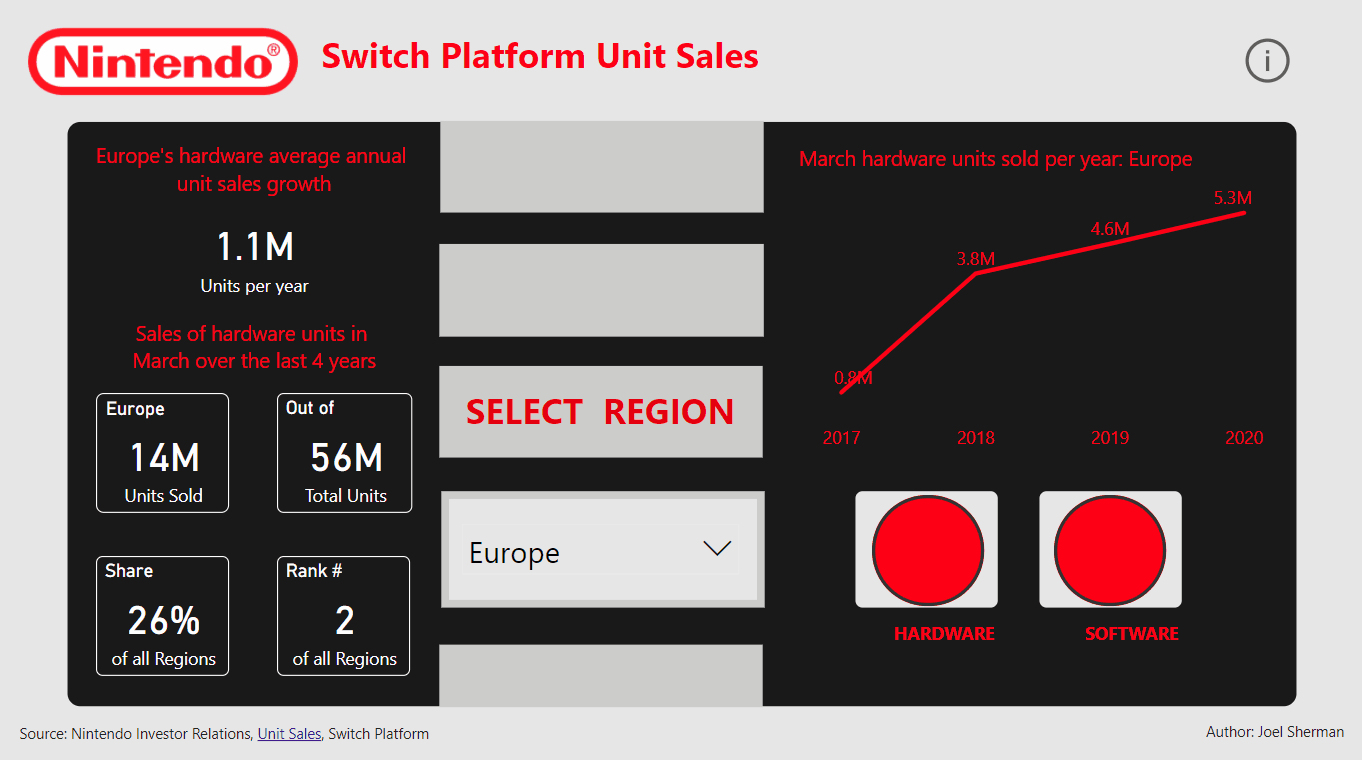 Nintendo®
Switch Platform Unit Sales
i
Europe's hardware average annual
unit sales growth
1.1M
Units per year
Sales of hardware units in
March over the last 4 years
Europe
14M
Units Sold
Out of
56M
Total Units
Share
26%
of all Regions
Rank #
2
of all Regions
SELECT REGION
Europe
March hardware units sold per year: Europe
5.3M
4.6M
3.8M
0.8M
2017 2018 2019 2020
HARDWARE SOFTWARE
Source: Nintendo Investor Relations, Unit Sales, Switch Platform
Author: Joel Sherman